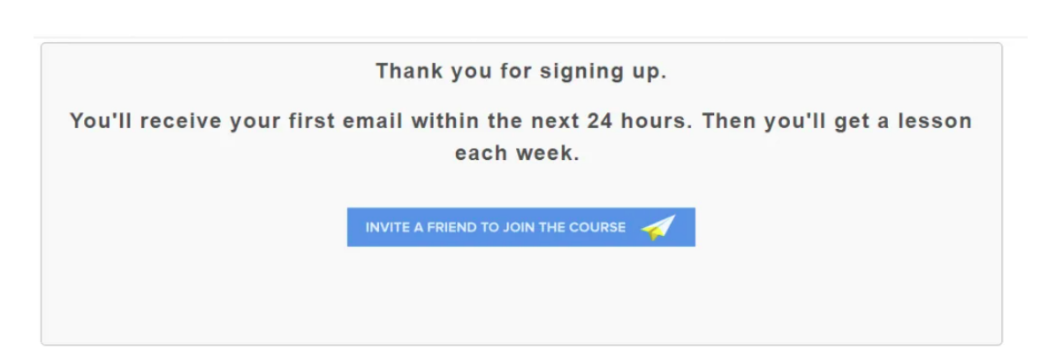 Thank you for signing up.
You'll receive your first email within the next 24 hours. Then you'll get a lesson
each week.
INVITE A FRIEND TO JOIN THE COURSE